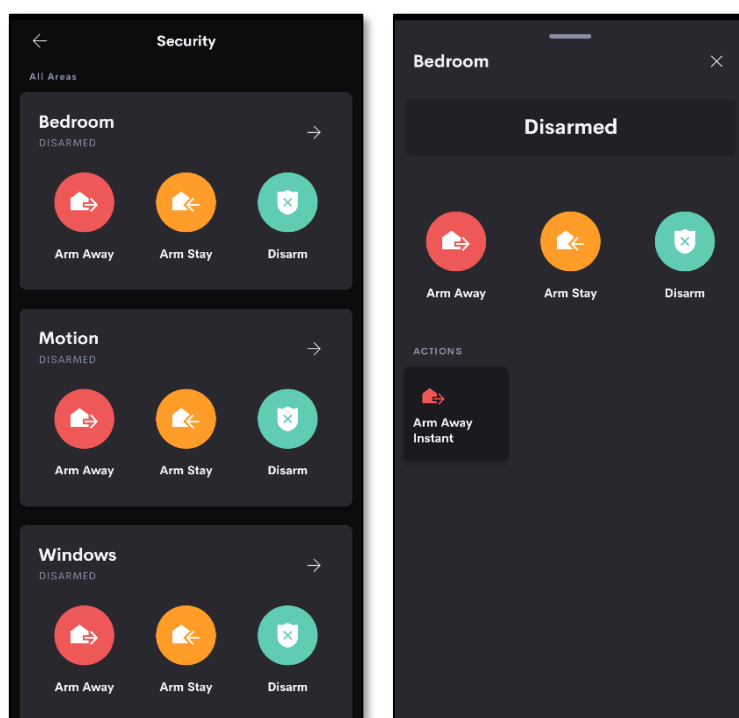 Security
All Areas
Bedroom
DISARMED
Arm Away Arm Stay Disarm
Motion
DISARMED
Arm Away Arm Stay Disarm
Windows
DISARMED
Arm Away Arm Stay Disarm
Bedroom
Disarmed
Arm Away Arm Stay Disarm
ACTIONS
Arm Away
Instant